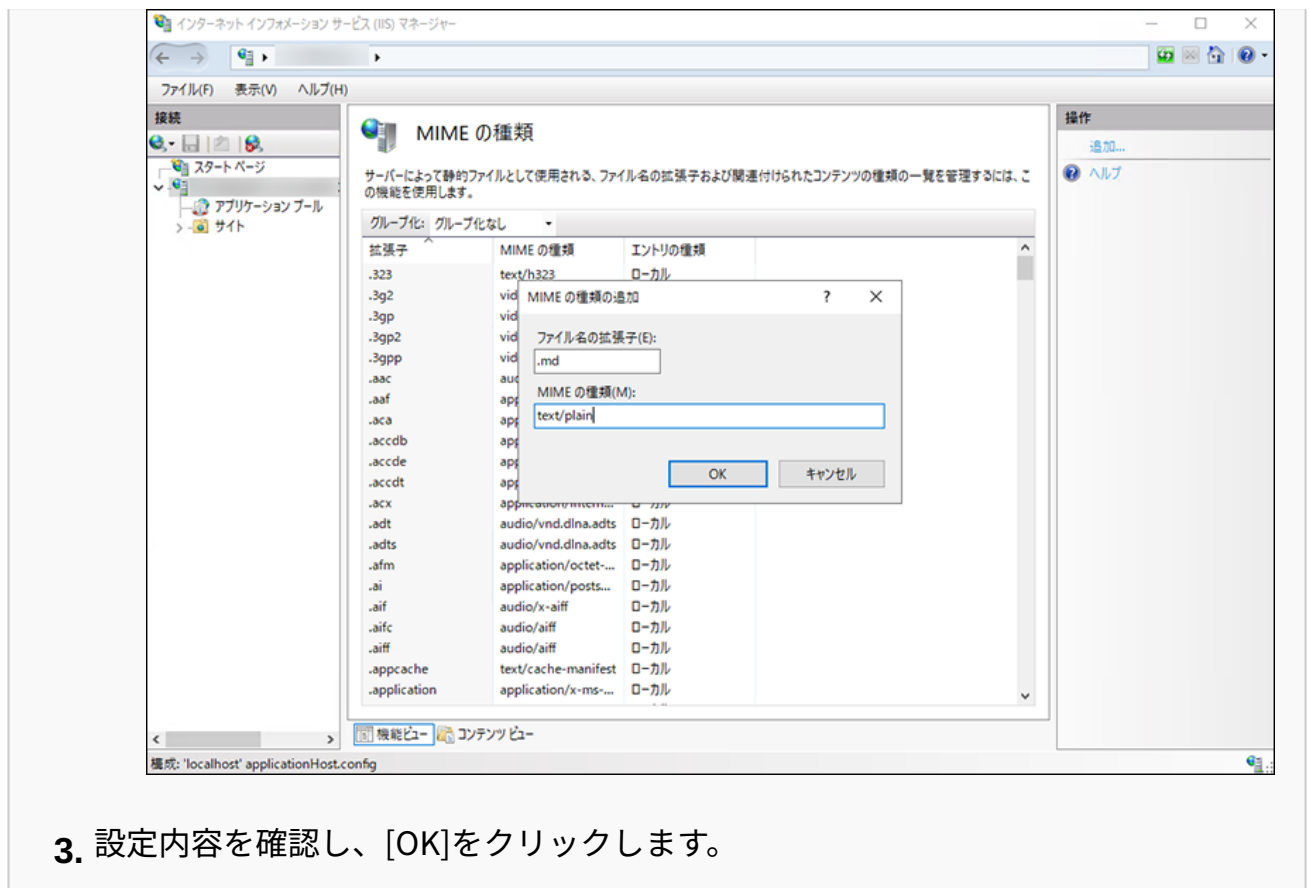 インターネット インフォメーション サービス (IIS) マネージャー
ファイル(F) 表示(V) ヘルプ(H)
接続
スタート ページ
アプリケーション プール
サイト
MIME の種類
サーバーによって静的ファイルとして使用される、ファイル名の拡張子および関連付けられたコンテンツの種類の一覧を管理するには、こ
の機能を使用します。
グループ化: グループ化なし
拡張子 MIME の種類 エントリの種類
.323 text/h323 ローカル
.3g2 vid
.3gp vid
.3gp2 vid
.3gpp vid
.aac aud
.aaf app
.aca app
.accdb app
.accde app
.accdt app
.acx application/intern... ローカル
.adt audio/vnd.dlna.adts ローカル
.adts audio/vnd.dlna.adts ローカル
.afm application/octet-... ローカル
.ai application/posts... ローカル
.aif audio/x-aiff ローカル
.aifc audio/aiff ローカル
.aiff audio/aiff ローカル
.appcache text/cache-manifest ローカル
.application application/x-ms-... ローカル
MIME の種類の追加 ?
ファイル名の拡張子(E):
.md
MIME の種類(M):
text/plain
OK キャンセル
機能ビュー コンテンツ ビュー
操作
追加...
ヘルプ
構成: 'localhost' applicationHost.config
3. 設定内容を確認し、[OK]をクリックします。